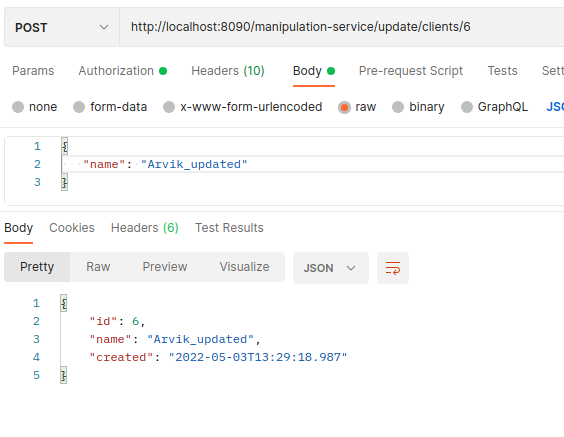 POST http://localhost:8090/manipulation-service/update/clients/6
Params Authorization Headers (10) Body Pre-request Script Tests Sett
none form-data x-www-form-urlencoded raw binary GraphQL JSO
1 {
2 "name": "Arvik_updated"
3 }
Body Cookies Headers (6) Test Results
Pretty Raw Preview Visualize JSON
1 {
2 "id": 6,
3 "name": "Arvik_updated",
4 "created": "2022-05-03T13:29:18.987"
5 }